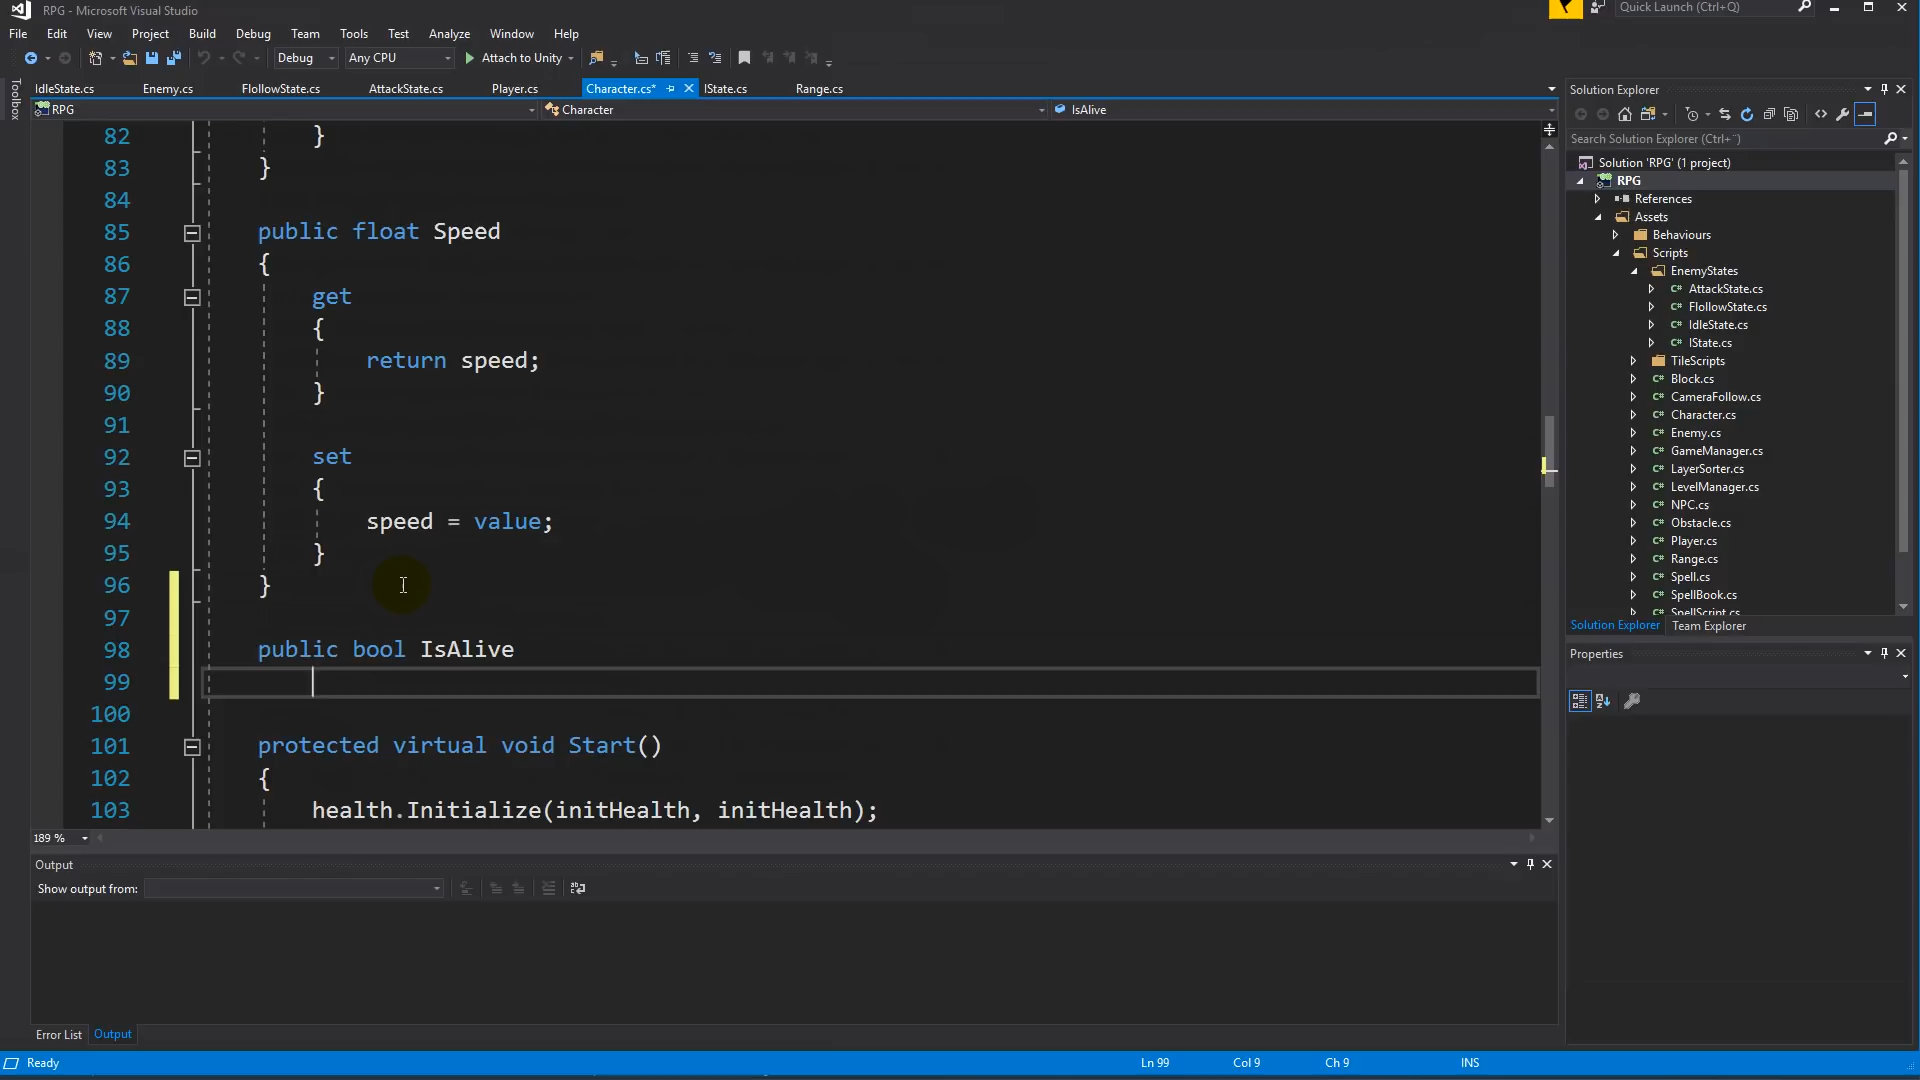 RPG - Microsoft Visual Studio
Quick Launch (Ctrl+Q)
File Edit View Project Build Debug Team Tools Test Analyze Window Help
Debug Any CPU Attach to Unity
Toolbox
IdleState.cs Enemy.cs FlollowState.cs AttackState.cs Player.cs Character.cs* IState.cs Range.cs
RPG Character IsAlive
82 }
83 }
84
85 public float Speed
86 {
87 get
88 {
89 return speed;
90 }
91
92 set
93 {
94 speed = value;
95 }
96 }
97
98 public bool IsAlive
99
100
101 protected virtual void Start()
102 {
103 health.Initialize(initHealth, initHealth);
189 %
Output
Show output from:
Error List Output
Ready Ln 99 Col 9 Ch 9 INS
Solution Explorer
Search Solution Explorer (Ctrl+¨)
Solution 'RPG' (1 project)
RPG
References
Assets
Behaviours
Scripts
EnemyStates
C# AttackState.cs
C# FlollowState.cs
C# IdleState.cs
C# IState.cs
TileScripts
C# Block.cs
C# CameraFollow.cs
C# Character.cs
C# Enemy.cs
C# GameManager.cs
C# LayerSorter.cs
C# LevelManager.cs
C# NPC.cs
C# Obstacle.cs
C# Player.cs
C# Range.cs
C# Spell.cs
C# SpellBook.cs
C# SpellScript.cs
Solution Explorer Team Explorer
Properties